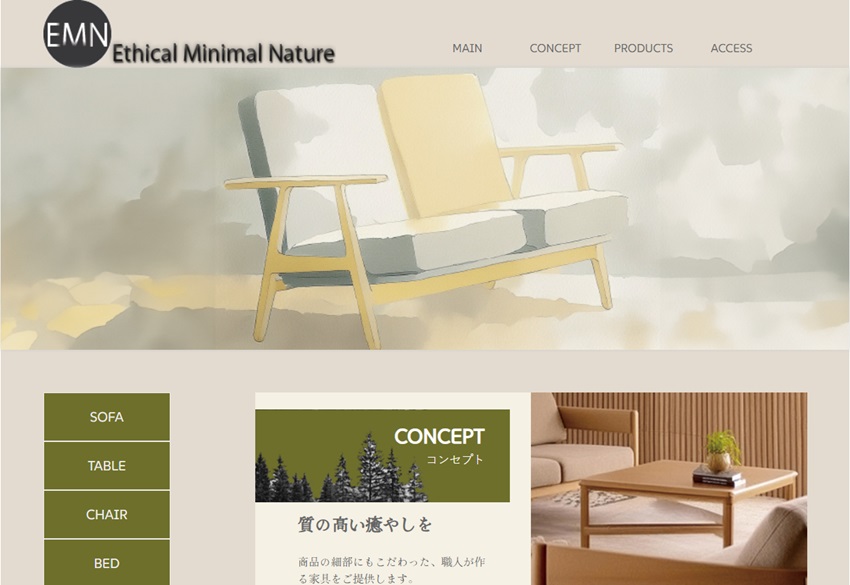 EMN
Ethical Minimal Nature
MAIN CONCEPT PRODUCTS ACCESS
SOFA
TABLE
CHAIR
BED
CONCEPT
コンセプト
質の高い癒やしを
商品の細部にもこだわった、職人が作
る家具をご提供します。